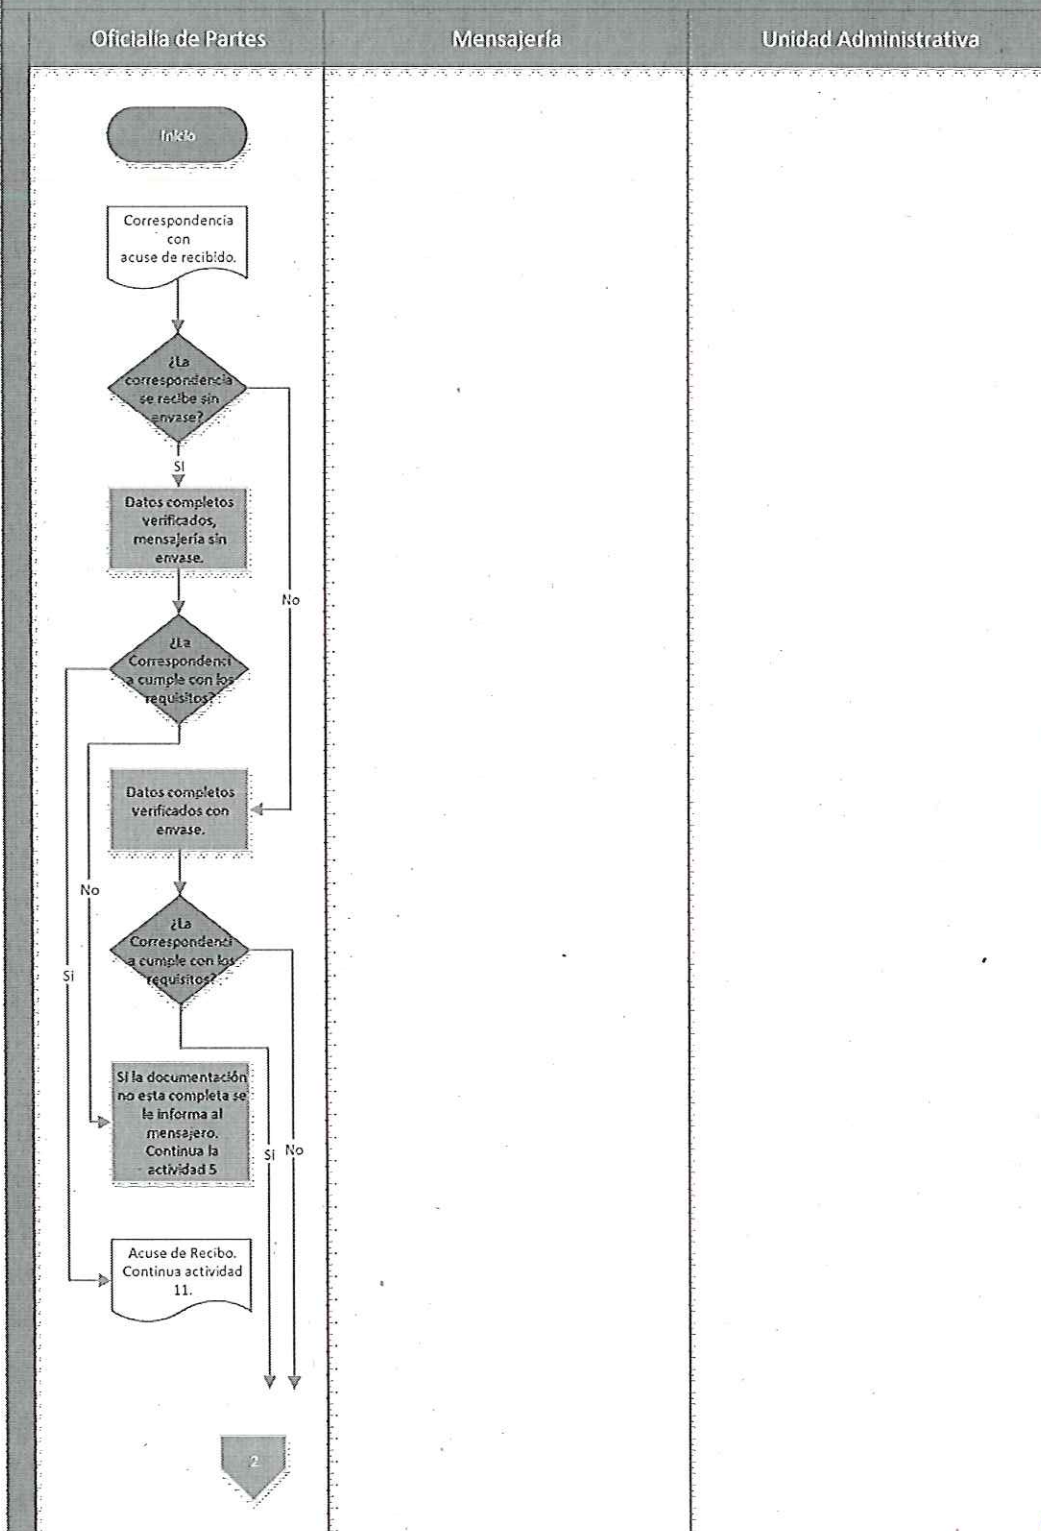 Oficialía de Partes
Mensajería
Unidad Administrativa
Inicio
Correspondencia
con
acuse de recibido.
¿La
correspondencia
se recibe sin
envase?
Si
Datos completos
verificados,
mensajería sin
envase.
No
¿La
Correspondenci
a cumple con los
requisitos?
Datos completos
verificados con
envase.
No
¿La
Correspondenci
a cumple con los
requisitos?
Si
Si la documentación
no esta completa se
le informa al
mensajero.
Continua la
actividad 5
Si
No
Acuse de Recibo.
Continua actividad
11.
2